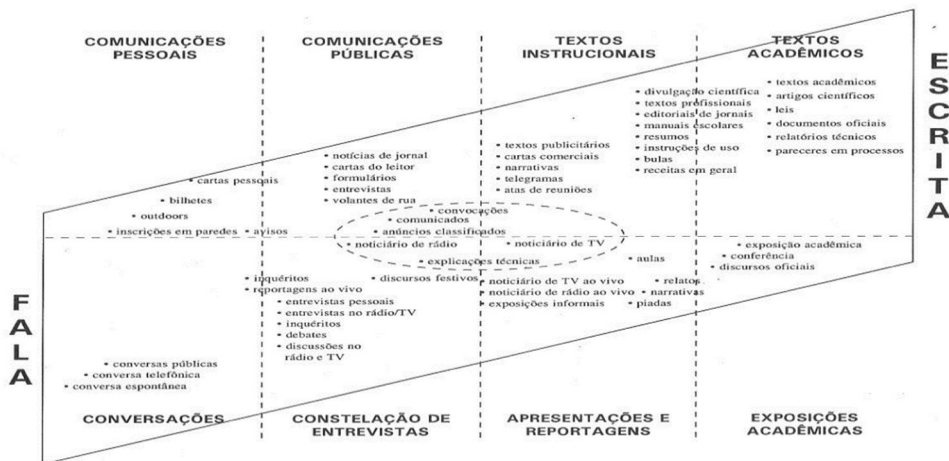 COMUNICAÇÕES
PESSOAIS
COMUNICAÇÕES
PÚBLICAS
TEXTOS
INSTRUCIONAIS
TEXTOS
ACADÊMICOS
ESCRITA
• cartas pessoais
• bilhetes
• outdoors
• inscrições em paredes • avisos
• notícias de jornal
• cartas do leitor
• formulários
• entrevistas
• volantes de rua
• textos publicitários
• cartas comerciais
• narrativas
• telegramas
• atas de reuniões
• divulgação científica
• textos profissionais
• editoriais de jornais
• manuais escolares
• resumos
• instruções de uso
• bulas
• receitas em geral
• textos acadêmicos
• artigos científicos
• leis
• documentos oficiais
• relatórios técnicos
• pareceres em processos
• convocações
• comunicados
• anúncios classificados
• noticiário de rádio
• noticiário de TV
• explicações técnicas
FALA
• inquéritos
• reportagens ao vivo
• entrevistas pessoais
• entrevistas no rádio/TV
• inquéritos
• debates
• discussões no
rádio e TV
• discursos festivos
• noticiário de TV ao vivo
• noticiário de rádio ao vivo
• exposições informais
• aulas
• relatos
• narrativas
• piadas
• exposição acadêmica
• conferência
• discursos oficiais
• conversas públicas
• conversa telefônica
• conversa espontânea
CONVERSAÇÕES
CONSTELAÇÃO DE
ENTREVISTAS
APRESENTAÇÕES E
REPORTAGENS
EXPOSIÇÕES
ACADÊMICAS